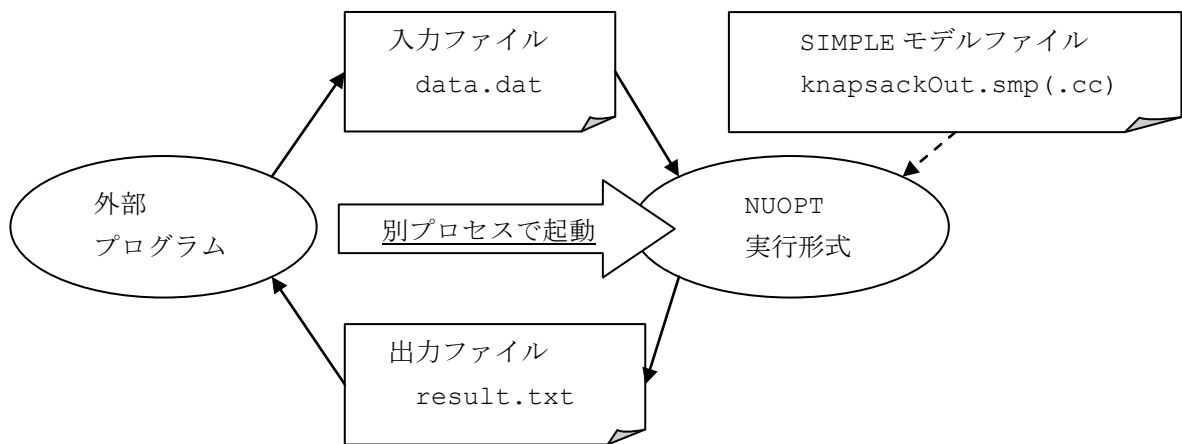 入力ファイル
data.dat
SIMPLE モデルファイル
knapsackOut.smp(.cc)
外部
プログラム
別プロセスで起動
NUOPT
実行形式
出力ファイル
result.txt